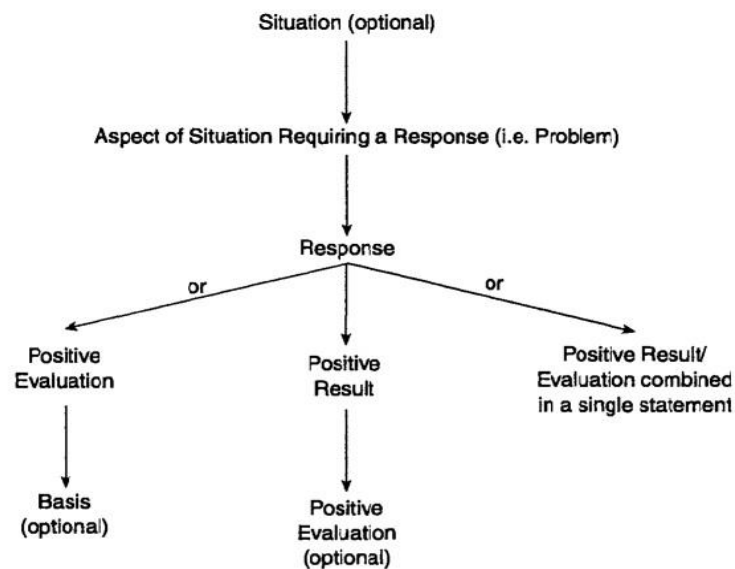 Situation (optional)
Aspect of Situation Requiring a Response (i.e. Problem)
Response
or
or
Positive
Evaluation
Positive
Result
Positive Result/
Evaluation combined
in a single statement
Basis
(optional)
Positive
Evaluation
(optional)